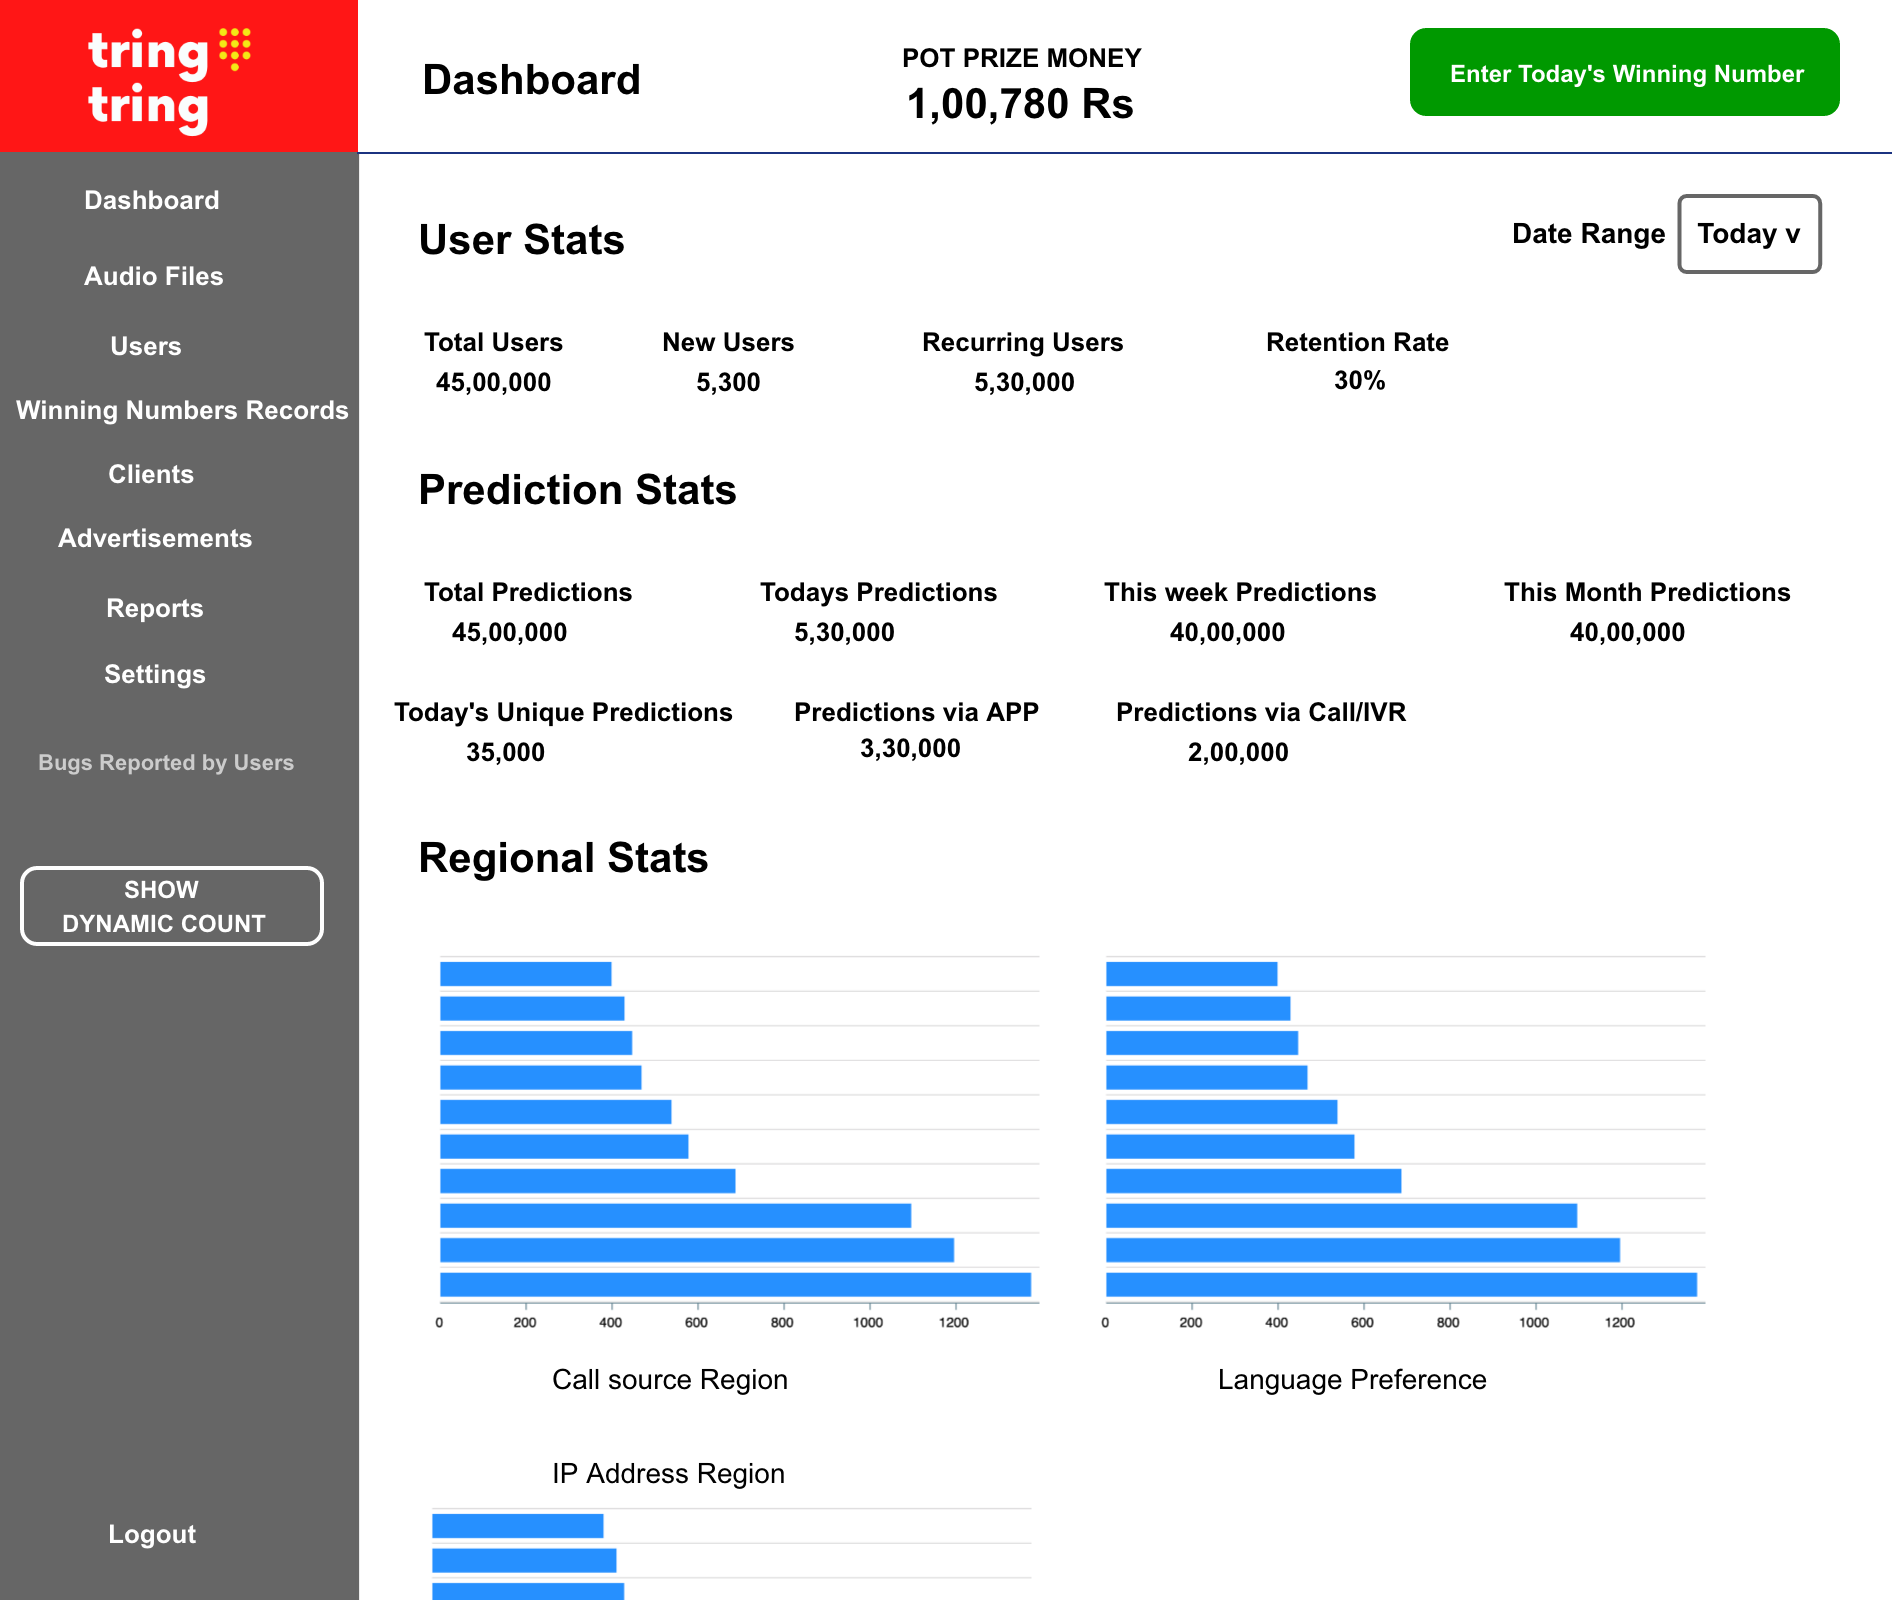 tring
tring
Dashboard
POT PRIZE MONEY
1,00,780 Rs
Enter Today's Winning Number
Dashboard
Audio Files
Users
Winning Numbers Records
Clients
Advertisements
Reports
Settings
Bugs Reported by Users
SHOW
DYNAMIC COUNT
Logout
User Stats
Date Range
Today v
Total Users
New Users
Recurring Users
Retention Rate
45,00,000
5,300
5,30,000
30%
Prediction Stats
Total Predictions
Todays Predictions
This week Predictions
This Month Predictions
45,00,000
5,30,000
40,00,000
40,00,000
Today's Unique Predictions
Predictions via APP
Predictions via Call/IVR
35,000
3,30,000
2,00,000
Regional Stats
0 200 400 600 800 1000 1200
0 200 400 600 800 1000 1200
Call source Region
Language Preference
IP Address Region